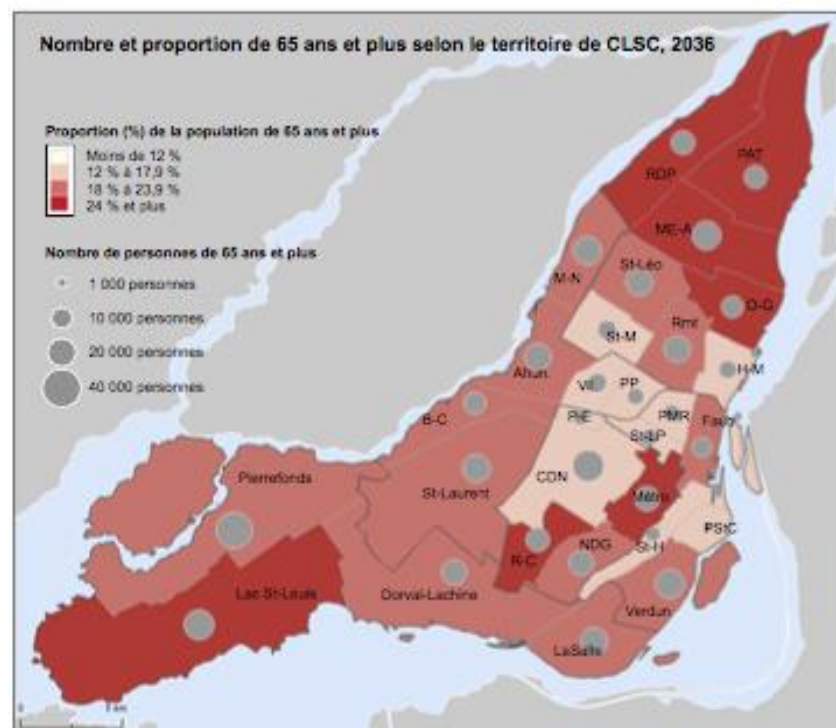 Nombre et proportion de 65 ans et plus selon le territoire de CLSC, 2036
Proportion (%) de la population de 65 ans et plus
Moins de 12 %
12 % à 17,9 %
18 % à 23,9 %
24 % et plus
Nombre de personnes de 65 ans et plus
1 000 personnes
10 000 personnes
20 000 personnes
40 000 personnes
PAT
RDP
ME-A
M-N
St-Léo
O-G
Rmt
St-M
Ahun.
H-M
Vil
PP
B-C
PMR
PrE
Faub
St-LP
Pierrefonds
St-Laurent
CDN
Métro
PStC
R-C
NDG
St-H
Lac St-Louis
Dorval-Lachine
Verdun
LaSalle
0